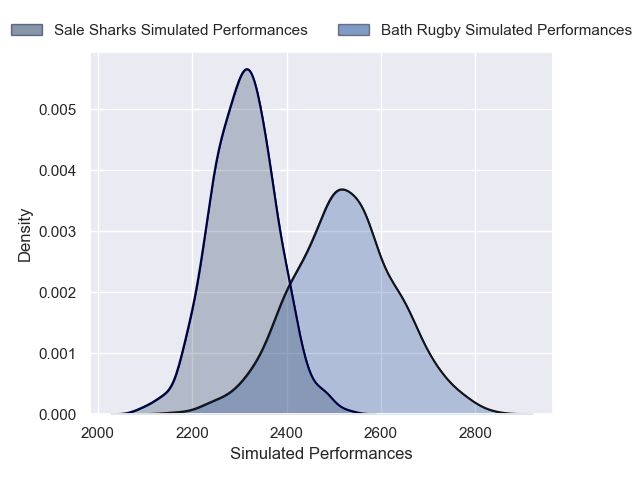 Sale Sharks Simulated Performances
Bath Rugby Simulated Performances
0.005
0.004
0.003
0.002
0.001
0.000
Density
2000 2200 2400 2600 2800
Simulated Performances